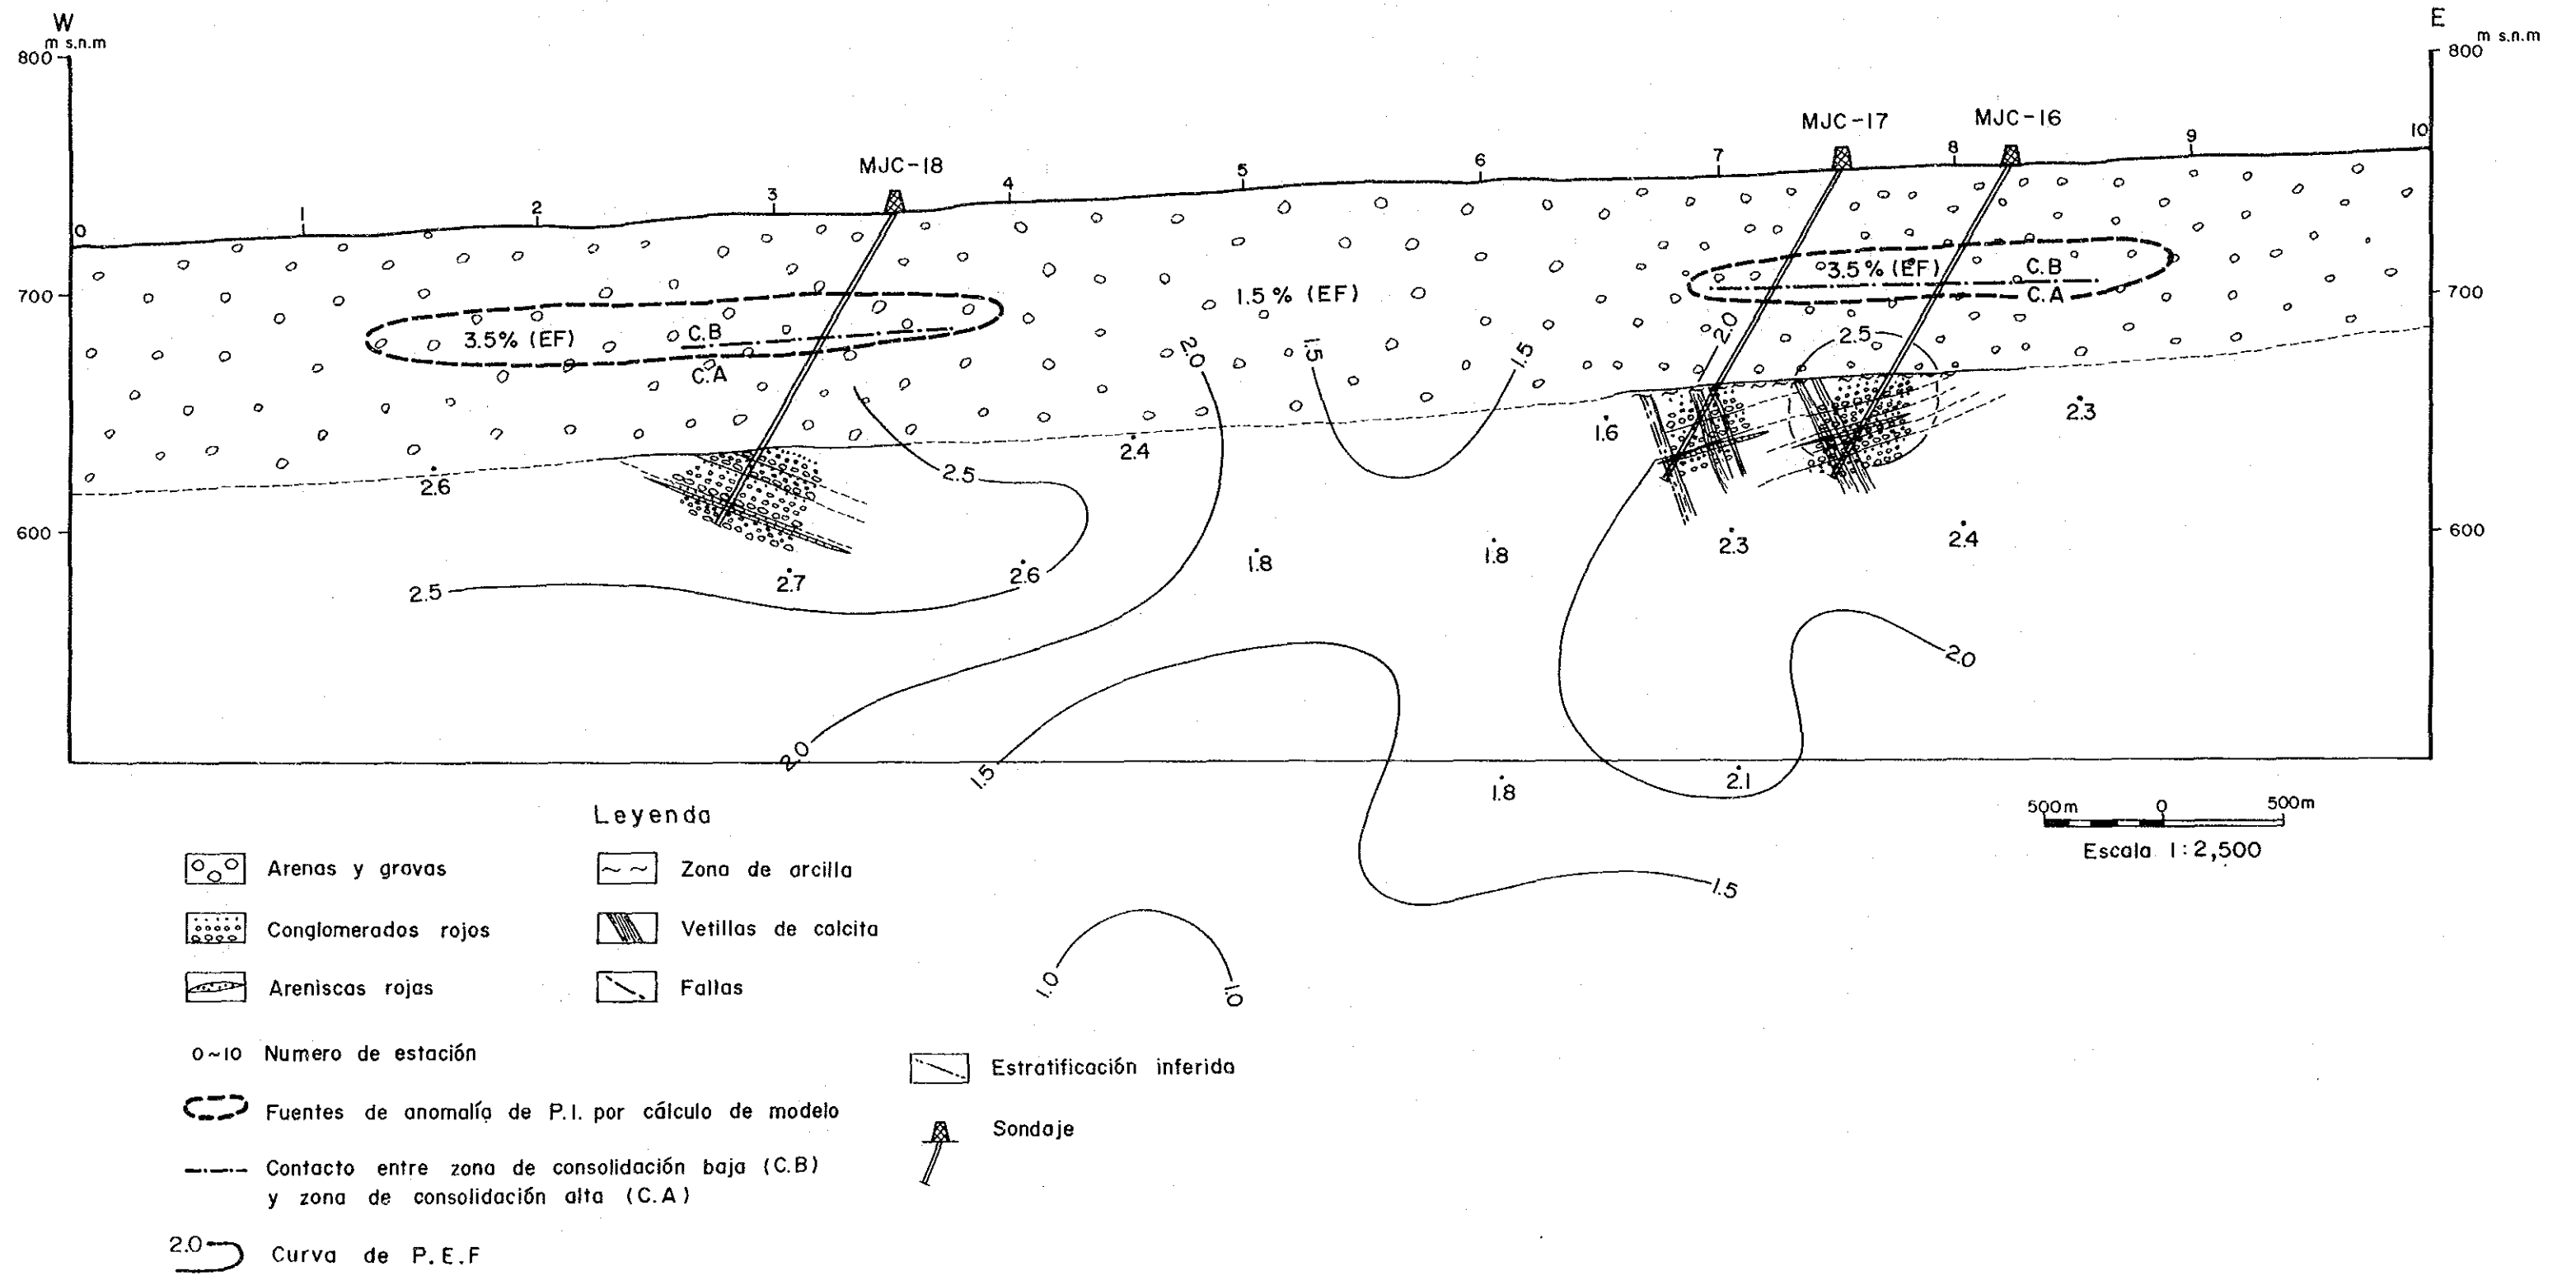 W
m s.n.m
E
m s.n.m
800
800
MJC-17
MJC-16
MJC-18
0
1
2
3
4
5
6
7
8
9
10
700
700
3.5% (EF)
C.B
C.A
1.5 % (EF)
3.5% (EF)
C.B
C.A
2.0
1.5
1.5
2.0
2.5
2.3
1.6
2.4
2.5
2.6
600
600
2.3
2.4
1.8
1.8
2.6
2.7
2.5
2.0
2.0
1.5
1.8
2.1
500m 0 500m
Escala 1:2,500
1.5
1.0
1.0
Leyenda
Arenas y gravas
Zona de arcilla
Conglomerados rojos
Vetillas de calcita
Areniscas rojas
Fallas
0~10 Numero de estación
Estratificación inferida
Fuentes de anomalía de P.I. por cálculo de modelo
Sondaje
Contacto entre zona de consolidación baja (C.B)
y zona de consolidación alta (C.A)
2.0
Curva de P.E.F